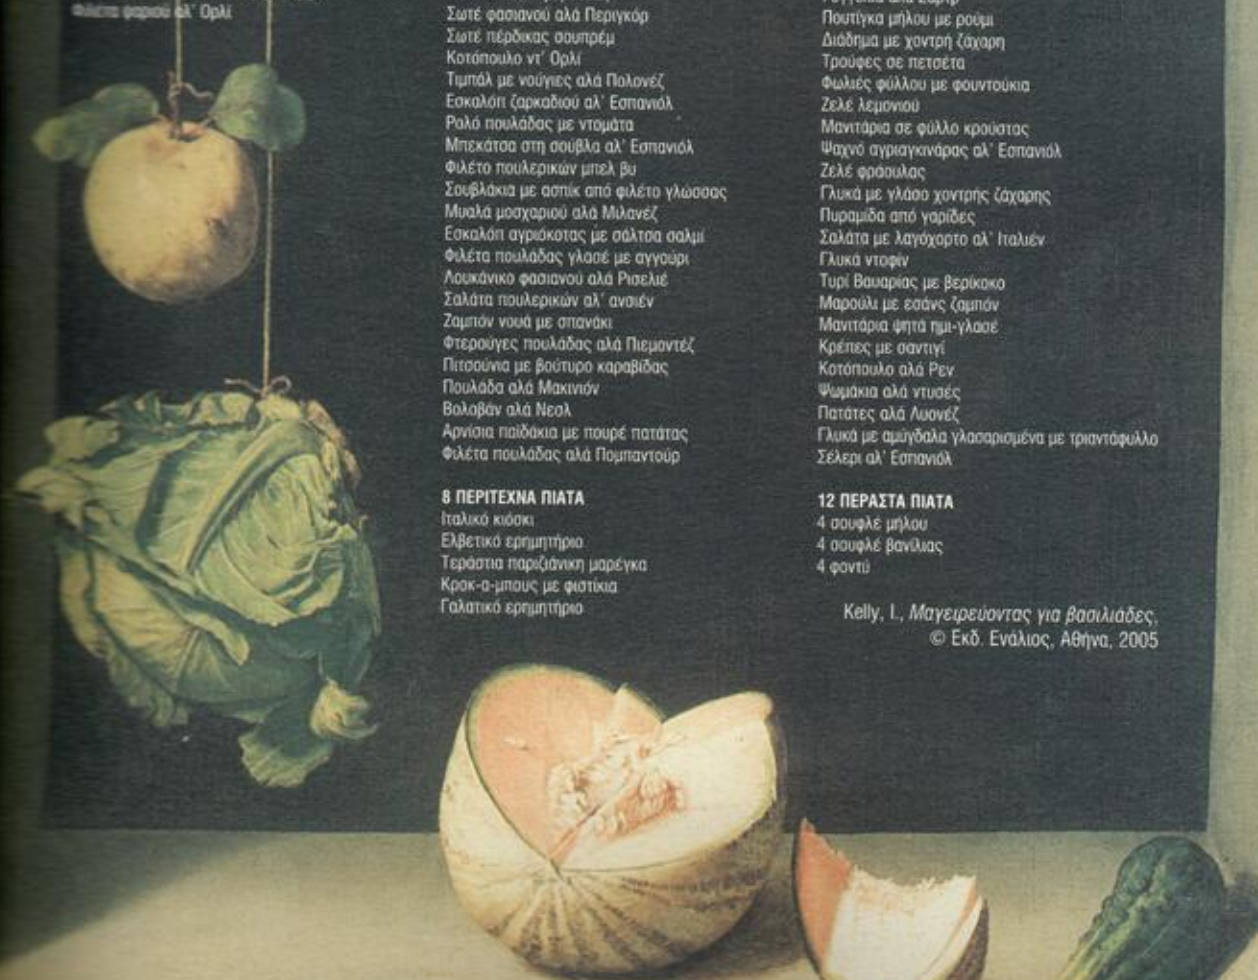 Φιλέτα ψαριού αλ' Ορλί
Σωτέ φασιανού αλά Περιγκόρ
Σωτέ πέρδικας σουπρέμ
Κοτόπουλο ντ' Ορλί
Τιμπάλ με νούγιες αλά Πολονέζ
Εσκαλόπ ζαρκαδιού αλ' Εσπανιόλ
Ραλό πουλάδας με ντομάτα
Μπεκάτσα στη σούβλα αλ' Εσπανιόλ
Φιλέτο πουλερικών μπελ βυ
Σουβλάκια με ασπίκ από φιλέτο γλώσσας
Μυαλά μοσχαριού αλά Μιλανέζ
Εσκαλόπ αγριόκοτας με σάλτσα σαλμί
Φιλέτα πουλάδας γλασέ με αγγούρι
Λουκάνικο φασιανού αλά Ρισελιέ
Σαλάτα πουλερικών αλ' ανσιέν
Ζαμπόν νουά με σπανάκι
Φτερούγες πουλάδας αλά Πιεμοντέζ
Πιτσούνια με βούτυρο καραβίδας
Πουλάδα αλά Μακινιόν
Βολοβάν αλά Νεσλ
Αρνίσια παϊδάκια με πουρέ πατάτας
Φιλέτα πουλάδας αλά Πομπαντούρ
8 ΠΕΡΙΤΕΧΝΑ ΠΙΑΤΑ
Ιταλικό κιόσκι
Ελβετικό ερημητήριο
Τεράστια παριζιάνικη μαρέγκα
Κροκ-α-μπους με φιστίκια
Γαλατικό ερημητήριο
Πουτίγκα μήλου με ρούμι
Διάδημα με χοντρή ζάχαρη
Τρούφες σε πετσέτα
Φωλιές φύλλου με φουντούκια
Ζελέ λεμονιού
Μανιτάρια σε φύλλο κρούστας
Ψαχνό αγριαγκινάρας αλ' Εσπανιόλ
Ζελέ φράουλας
Γλυκά με γλάσο χοντρής ζάχαρης
Πυραμίδα από γαρίδες
Σαλάτα με λαγόχορτο αλ' Ιταλιέν
Γλυκά ντοφίν
Τυρί Βαυαρίας με βερίκοκο
Μαρούλι με εσάνς ζαμπόν
Μανιτάρια ψητά ημι-γλασέ
Κρέπες με σαντιγί
Κοτόπουλο αλά Ρεν
Ψωμάκια αλά ντυσές
Πατάτες αλά Λυονέζ
Γλυκά με αμύγδαλα γλασαρισμένα με τριαντάφυλλο
Σέλερι αλ' Εσπανιόλ
12 ΠΕΡΑΣΤΑ ΠΙΑΤΑ
4 σουφλέ μήλου
4 σουφλέ βανίλιας
4 φοντύ
Kelly, I., Μαγειρεύοντας για βασιλιάδες,
© Εκδ. Ενάλιος, Αθήνα, 2005